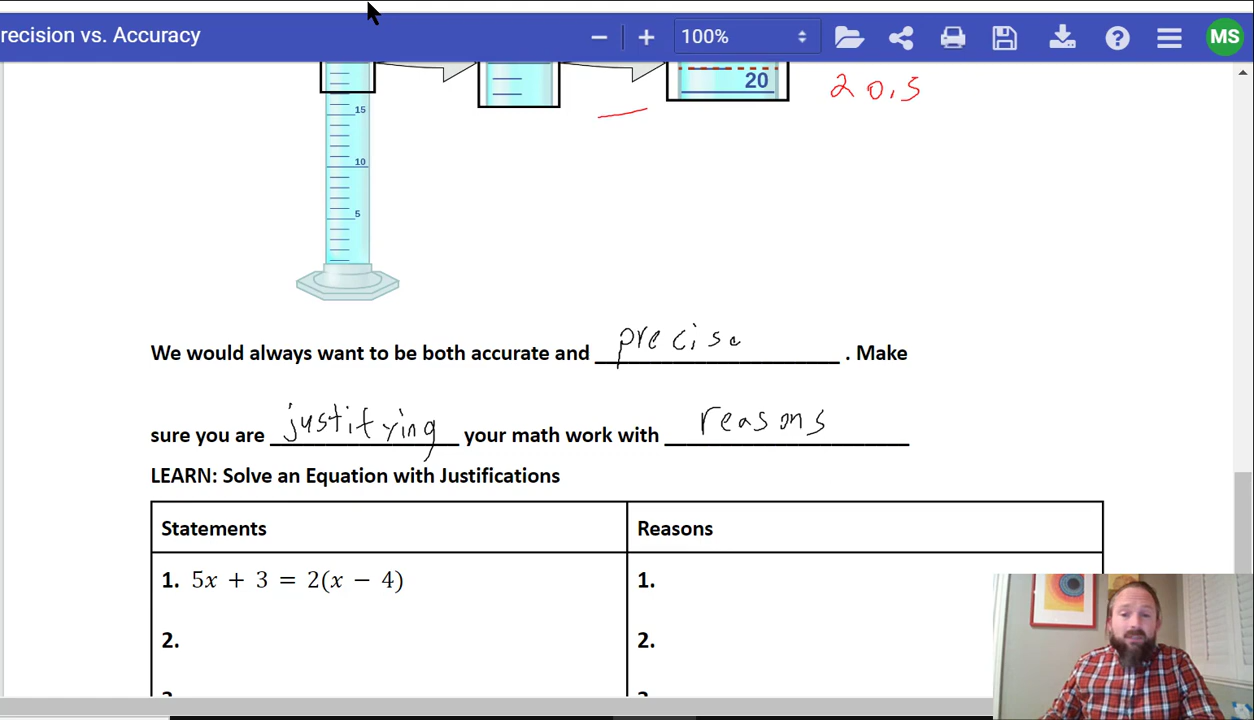 recision vs. Accuracy
100%
MS
20
20.5
15
10
5
We would always want to be both accurate and precise . Make
sure you are justifying your math work with reasons
LEARN: Solve an Equation with Justifications
Statements
Reasons
1. 5x + 3 = 2(x − 4)
1.
2.
2.